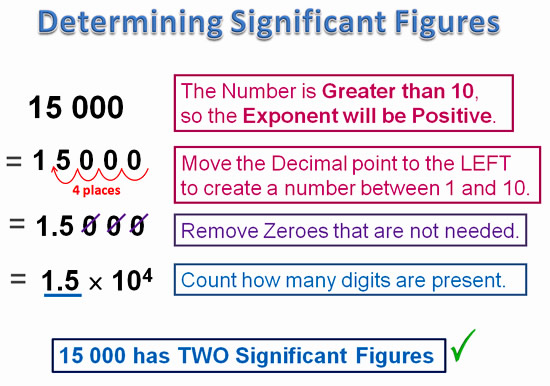 Determining Significant Figures
15 000
The Number is Greater than 10,
so the Exponent will be Positive.
= 1 5 0 0 0
4 places
Move the Decimal point to the LEFT
to create a number between 1 and 10.
= 1.5 0 0 0
Remove Zeroes that are not needed.
= 1.5 × 10⁴
Count how many digits are present.
15 000 has TWO Significant Figures ✓